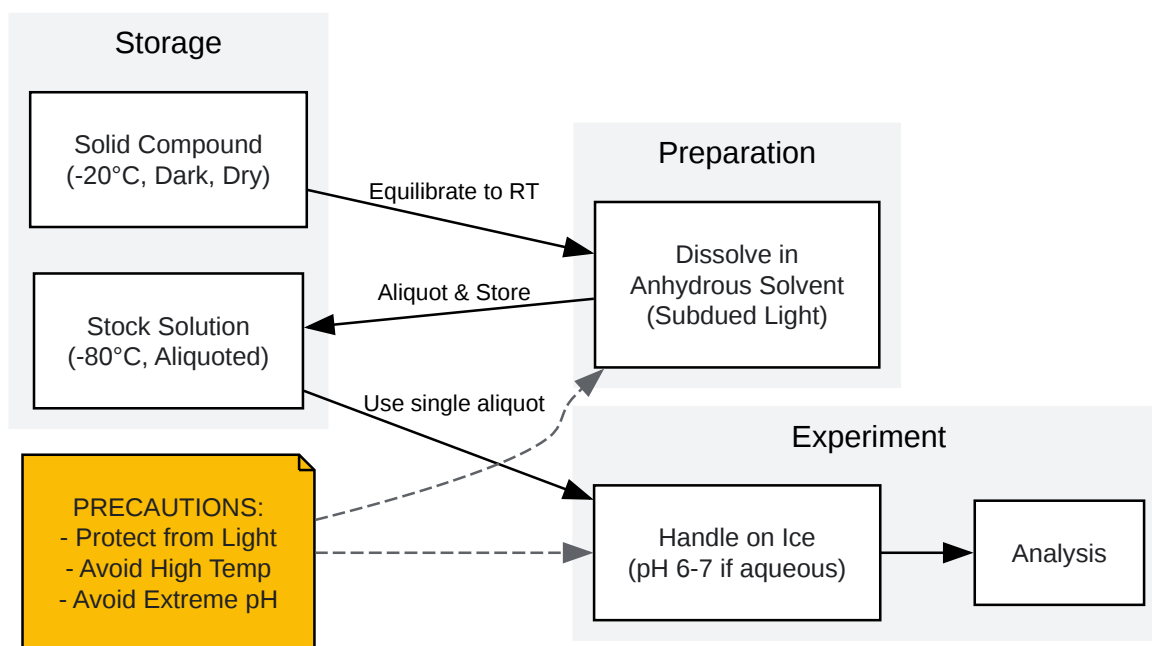 Storage
Solid Compound
(-20°C, Dark, Dry)
Equilibrate to RT
Preparation
Dissolve in
Anhydrous Solvent
(Subdued Light)
Aliquot & Store
Stock Solution
(-80°C, Aliquoted)
Use single aliquot
Experiment
Handle on Ice
(pH 6-7 if aqueous)
Analysis
PRECAUTIONS:
- Protect from Light
- Avoid High Temp
- Avoid Extreme pH